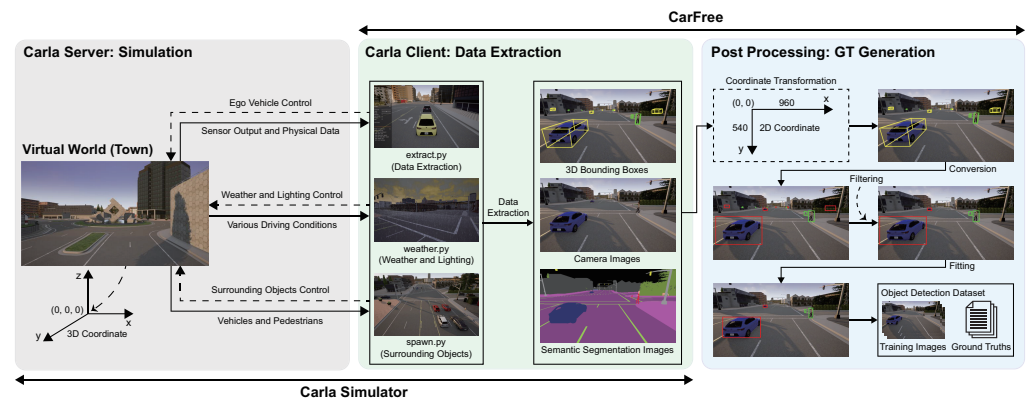 CarFree
Carla Server: Simulation
Ego Vehicle Control
Sensor Output and Physical Data
Virtual World (Town)
Weather and Lighting Control
Various Driving Conditions
Surrounding Objects Control
Vehicles and Pedestrians
z
(0, 0, 0)
x
y
3D Coordinate
Carla Client: Data Extraction
extract.py
(Data Extraction)
weather.py
(Weather and Lighting)
spawn.py
(Surrounding Objects)
Data
Extraction
3D Bounding Boxes
Camera Images
Semantic Segmentation Images
Post Processing: GT Generation
Coordinate Transformation
(0, 0)
960
x
540
2D Coordinate
y
Conversion
Filtering
Fitting
Object Detection Dataset
Training Images
Ground Truths
Carla Simulator